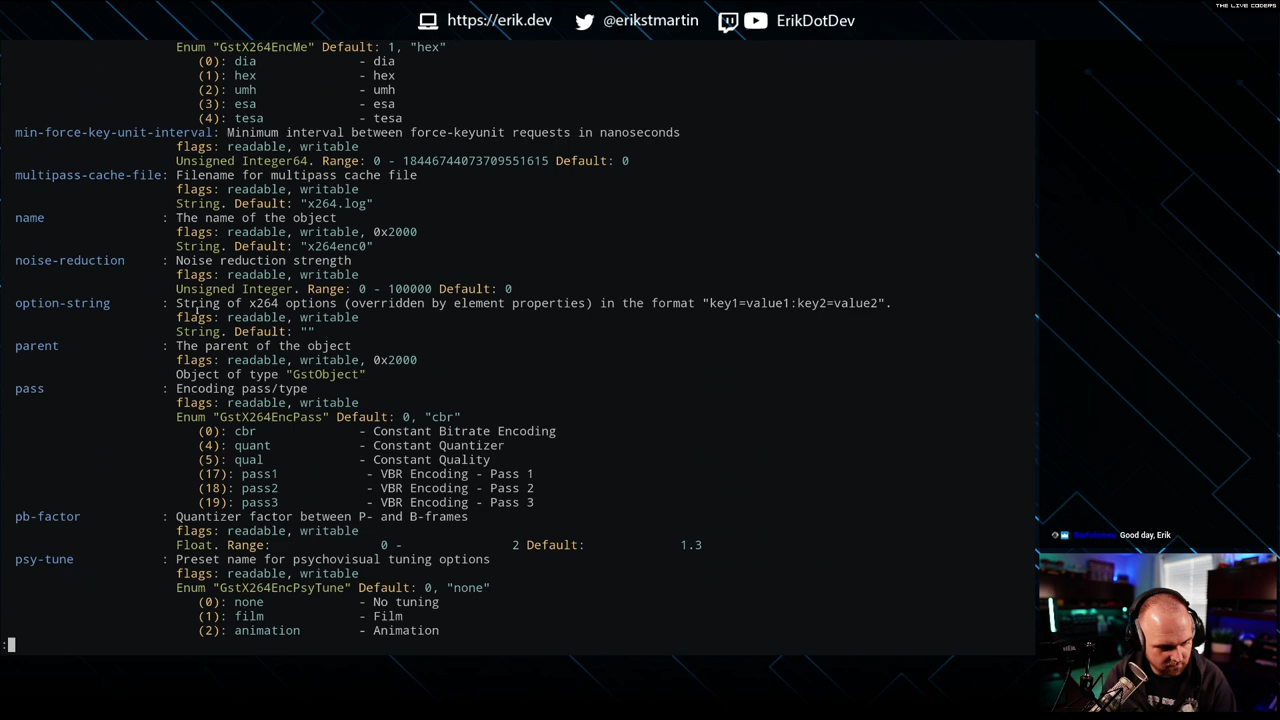 https://erik.dev
@erikstmartin
ErikDotDev
THE LIVE CODERS
Enum "GstX264EncMe" Default: 1, "hex"
(0): dia - dia
(1): hex - hex
(2): umh - umh
(3): esa - esa
(4): tesa - tesa
min-force-key-unit-interval: Minimum interval between force-keyunit requests in nanoseconds
flags: readable, writable
Unsigned Integer64. Range: 0 - 18446744073709551615 Default: 0
multipass-cache-file: Filename for multipass cache file
flags: readable, writable
String. Default: "x264.log"
name : The name of the object
flags: readable, writable, 0x2000
String. Default: "x264enc0"
noise-reduction : Noise reduction strength
flags: readable, writable
Unsigned Integer. Range: 0 - 100000 Default: 0
option-string : String of x264 options (overridden by element properties) in the format "key1=value1:key2=value2".
flags: readable, writable
String. Default: ""
parent : The parent of the object
flags: readable, writable, 0x2000
Object of type "GstObject"
pass : Encoding pass/type
flags: readable, writable
Enum "GstX264EncPass" Default: 0, "cbr"
(0): cbr - Constant Bitrate Encoding
(4): quant - Constant Quantizer
(5): qual - Constant Quality
(17): pass1 - VBR Encoding - Pass 1
(18): pass2 - VBR Encoding - Pass 2
(19): pass3 - VBR Encoding - Pass 3
pb-factor : Quantizer factor between P- and B-frames
flags: readable, writable
Float. Range: 0 - 2 Default: 1.3
psy-tune : Preset name for psychovisual tuning options
flags: readable, writable
Enum "GstX264EncPsyTune" Default: 0, "none"
(0): none - No tuning
(1): film - Film
(2): animation - Animation
:
Good day, Erik